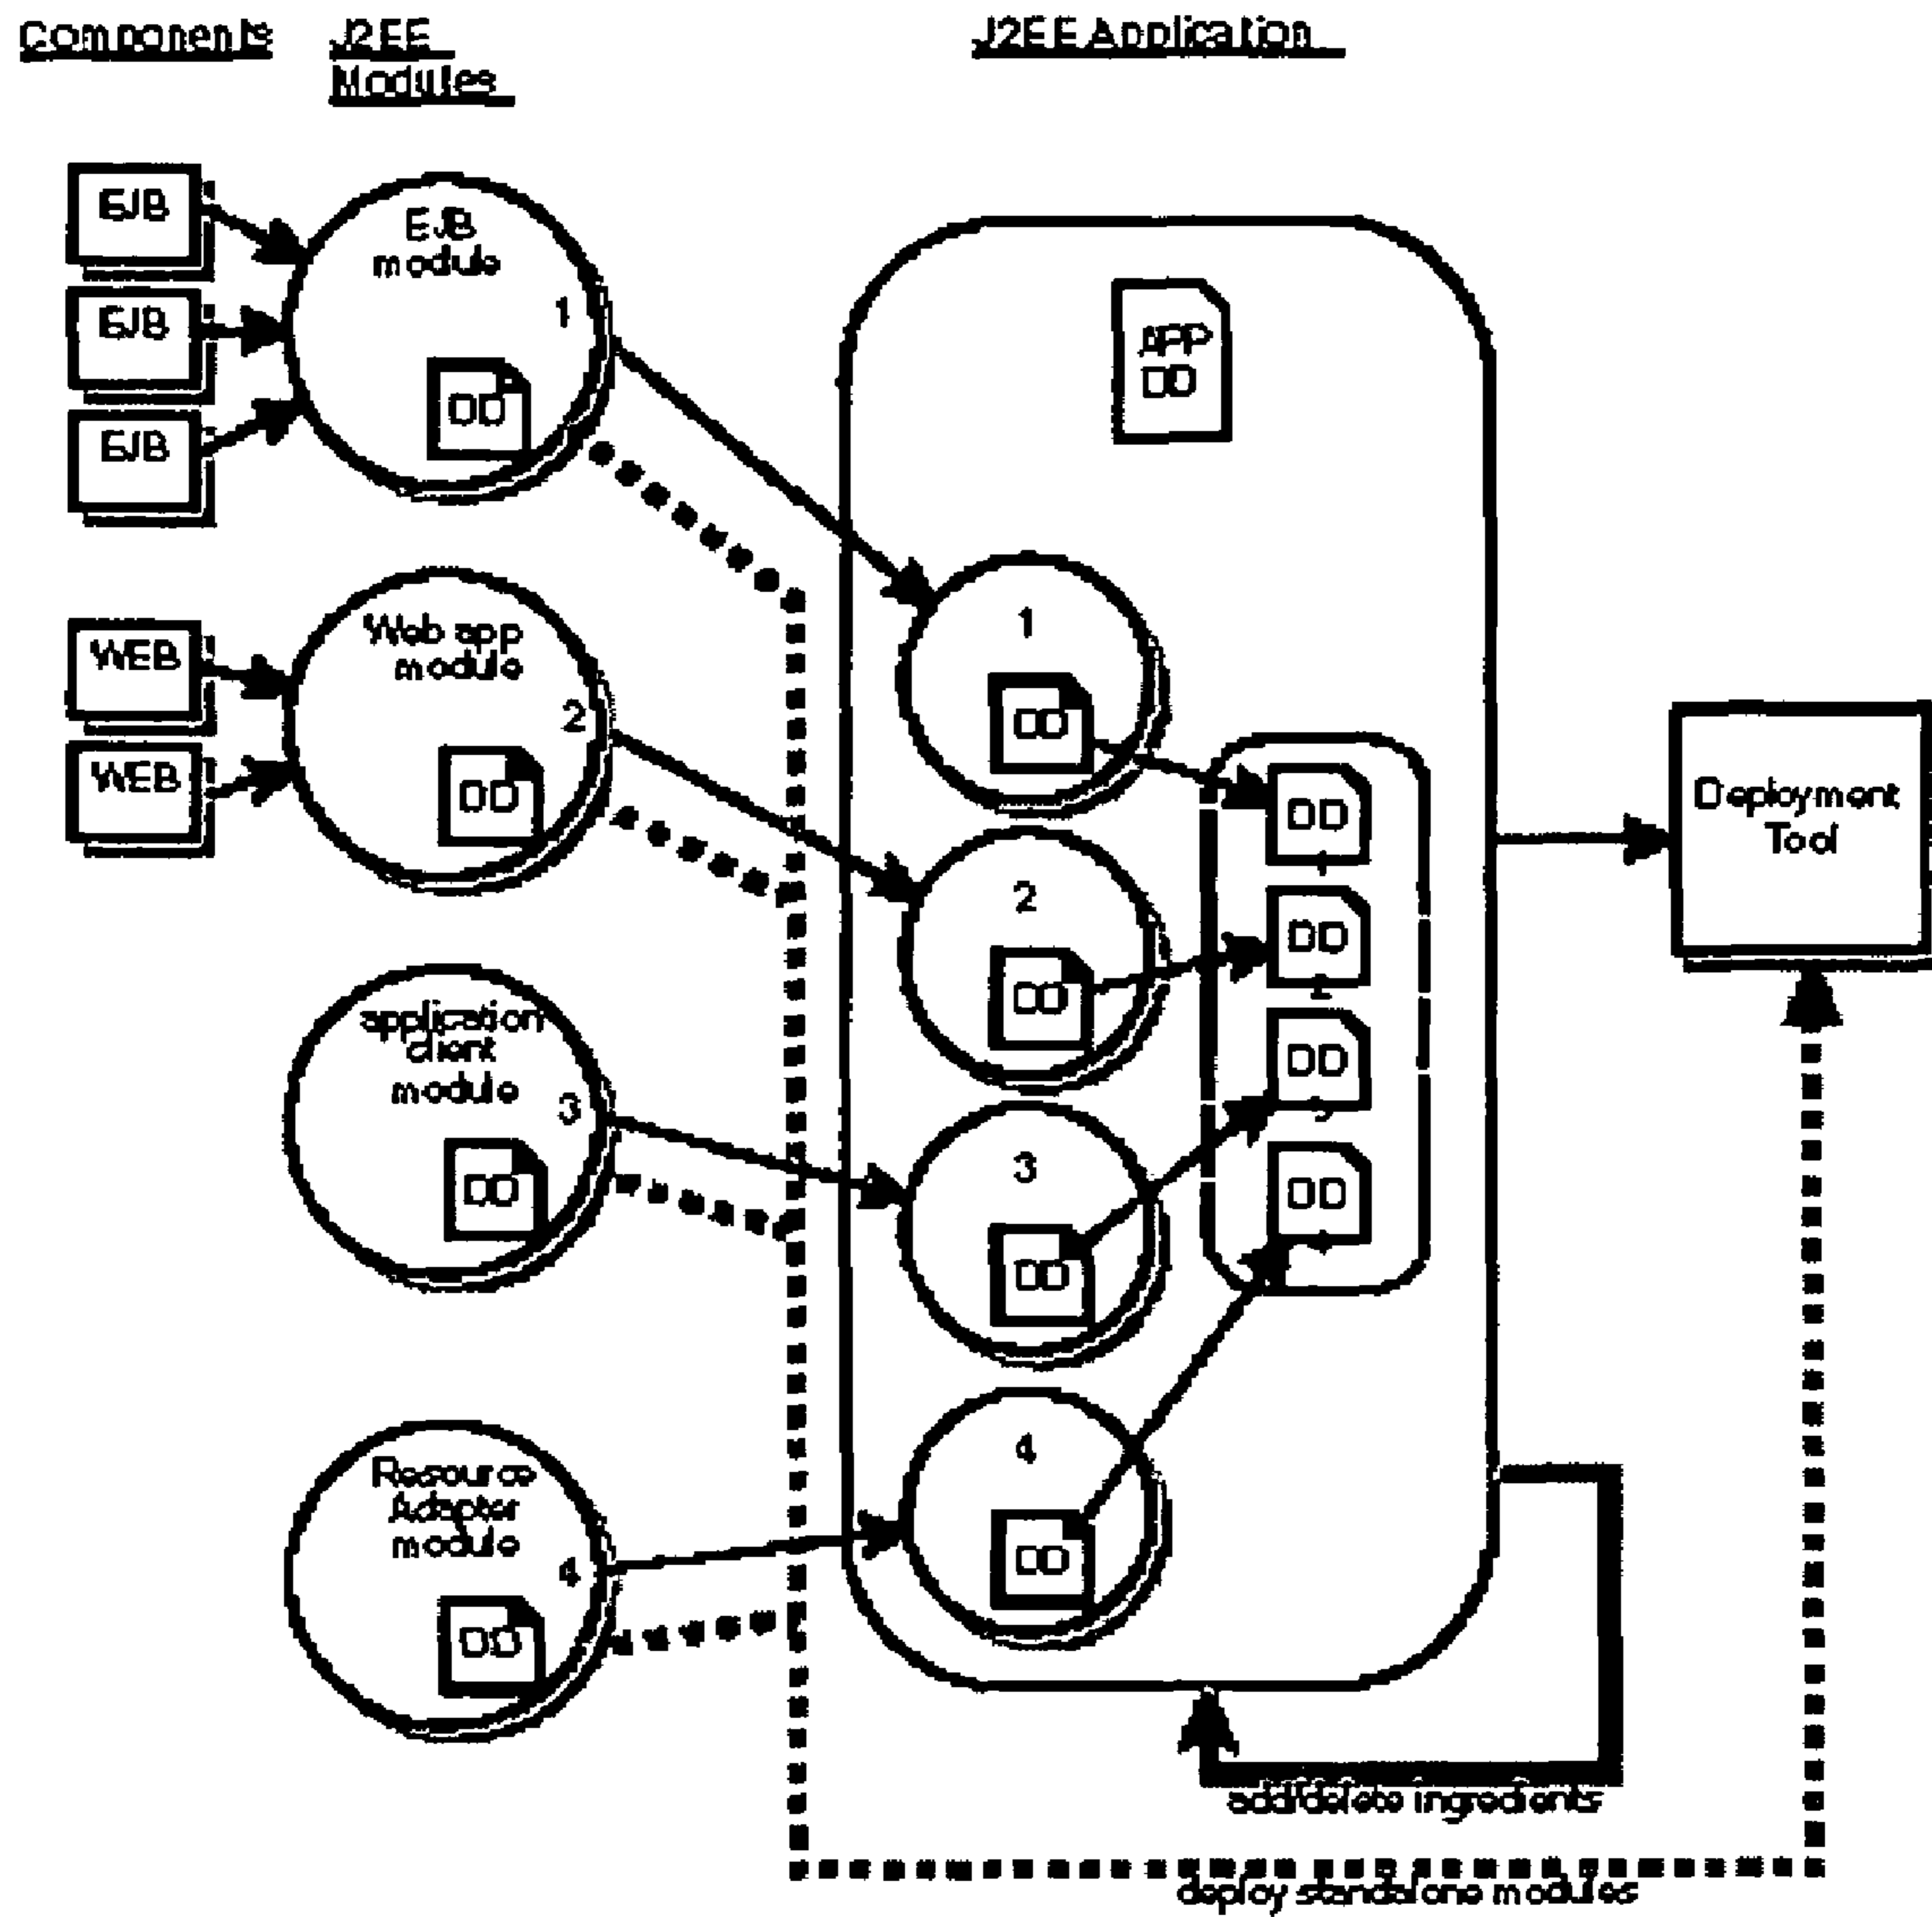 Components
J2EE
Modules
J2EE Application
EJB
EJB
EJB
EJB
module
1
DD
WEB
WEB
Web app
module
2
DD
application
client
module
3
DD
Resource
Adapter
module
4
DD
APP
DD
1
DD
2
DD
3
DD
4
DD
DD
DD
DD
DD
Deployment
Tool
add/delete ingredients
deploy standalone modules